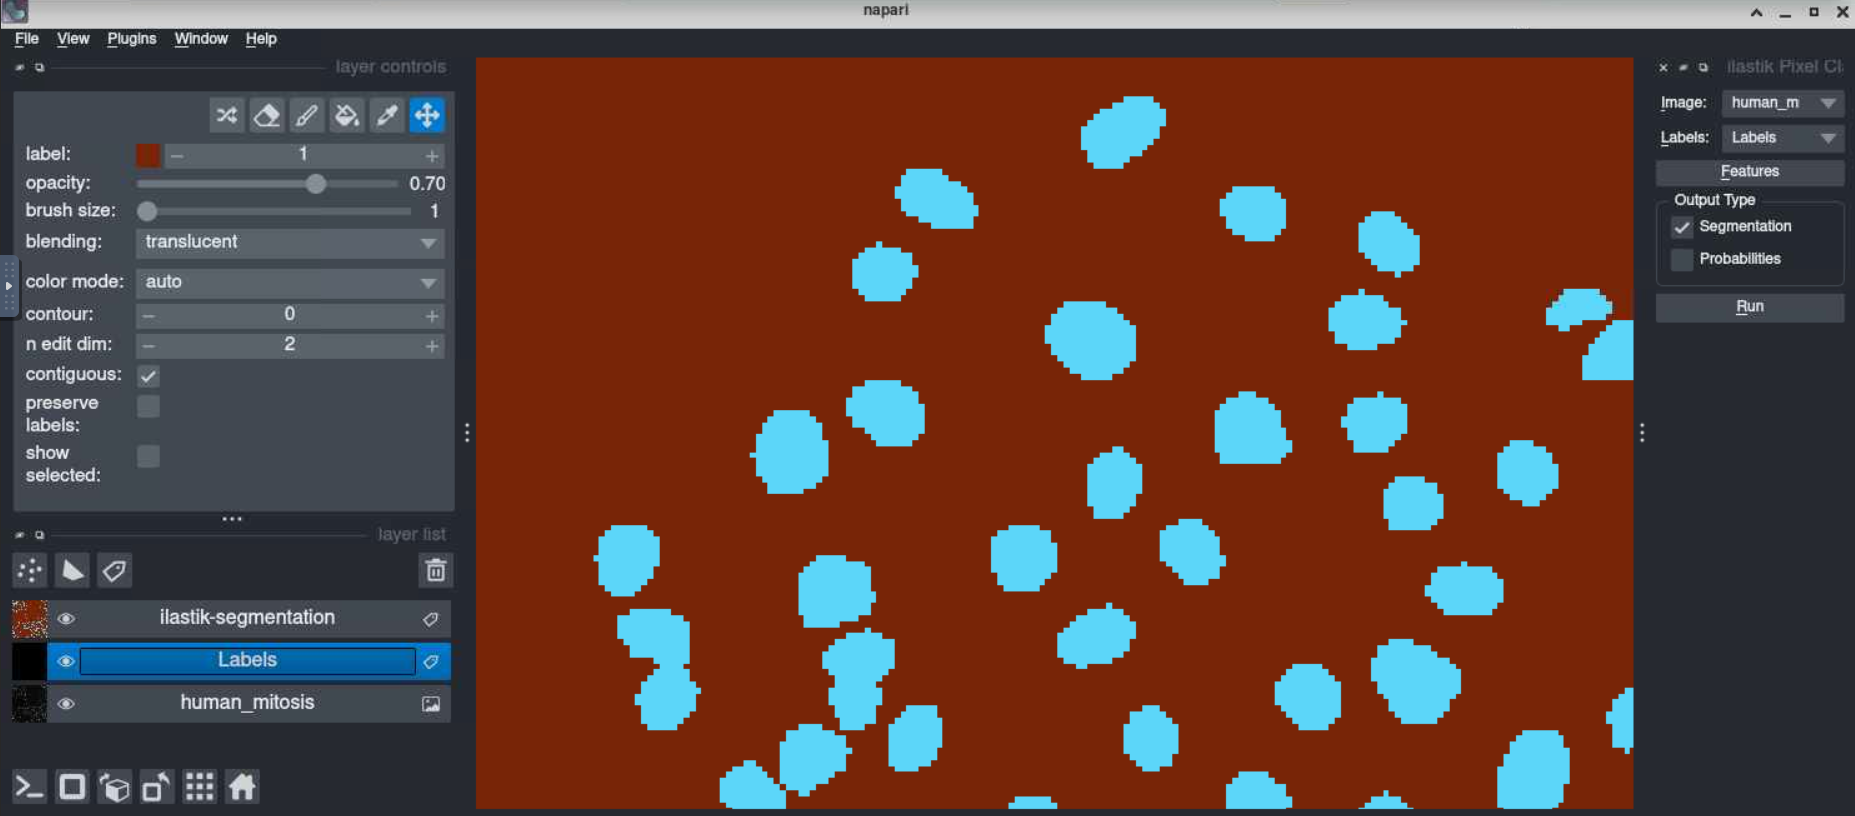 napari
File View Plugins Window Help
layer controls
label: 1
opacity: 0.70
brush size: 1
blending: translucent
color mode: auto
contour: 0
n edit dim: 2
contiguous:
preserve
labels:
show
selected:
layer list
ilastik-segmentation
Labels
human_mitosis
ilastik Pixel Cl
Image: human_m
Labels: Labels
Features
Output Type
Segmentation
Probabilities
Run